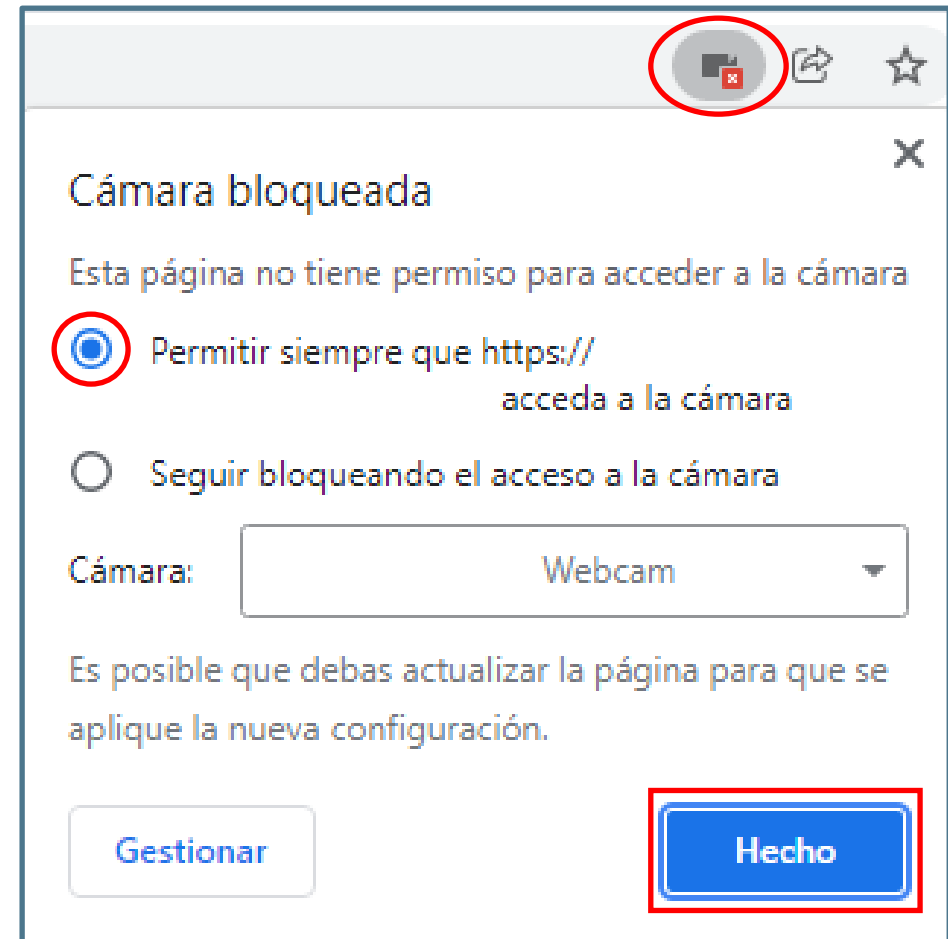 Cámara bloqueada
Esta página no tiene permiso para acceder a la cámara
Permitir siempre que https://
acceda a la cámara
Seguir bloqueando el acceso a la cámara
Cámara: Webcam
Es posible que debas actualizar la página para que se
aplique la nueva configuración.
Gestionar Hecho